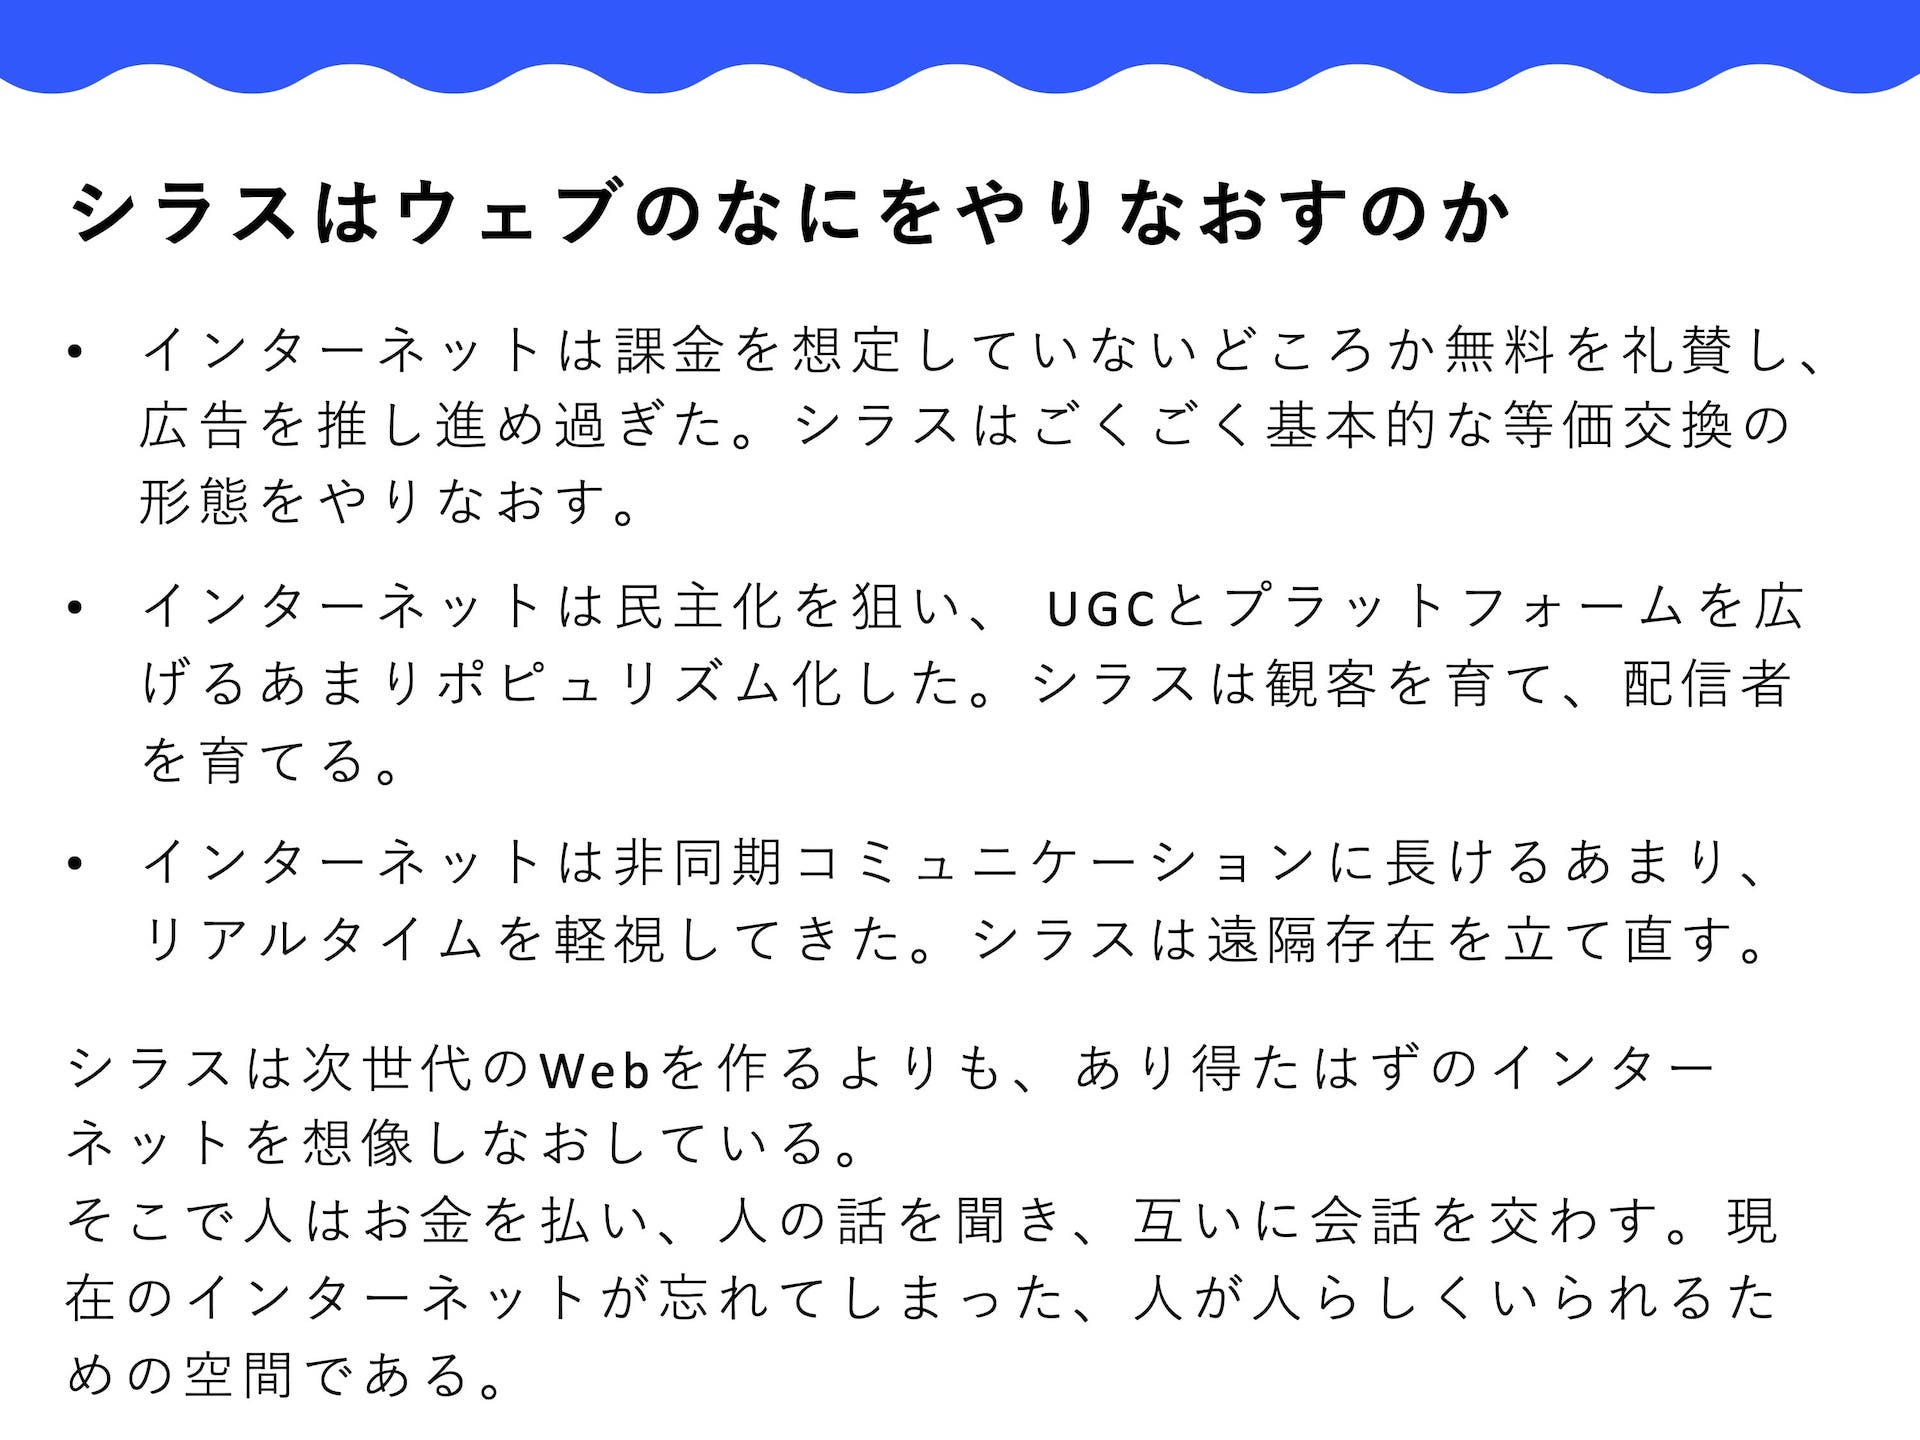 シラスはウェブのなにをやりなおすのか
• インターネットは課金を想定していないどころか無料を礼賛し、
広告を推し進め過ぎた。シラスはごくごく基本的な等価交換の
形態をやりなおす。
• インターネットは民主化を狙い、 UGCとプラットフォームを広
げるあまりポピュリズム化した。シラスは観客を育て、配信者
を育てる。
• インターネットは非同期コミュニケーションに長けるあまり、
リアルタイムを軽視してきた。シラスは遠隔存在を立て直す。
シラスは次世代のWebを作るよりも、あり得たはずのインター
ネットを想像しなおしている。
そこで人はお金を払い、人の話を聞き、互いに会話を交わす。現
在のインターネットが忘れてしまった、人が人らしくいられるた
めの空間である。